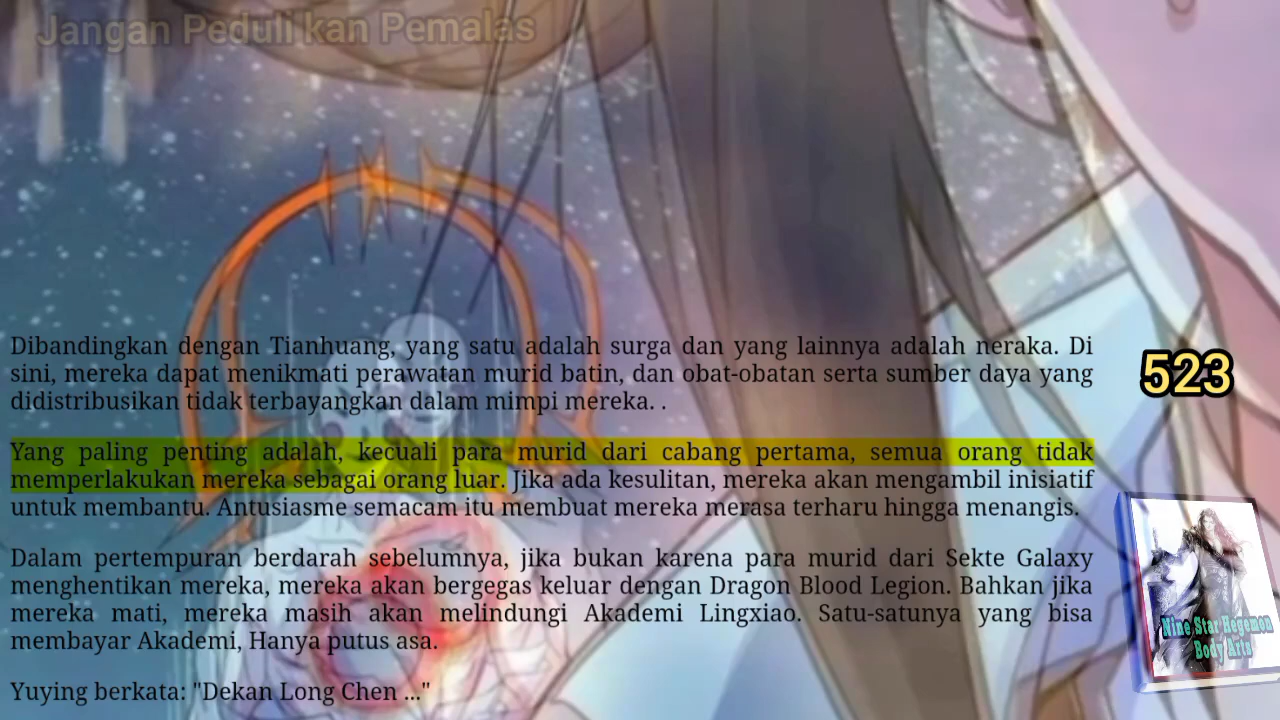 Jangan Peduli kan Pemalas
Dibandingkan dengan Tianhuang, yang satu adalah surga dan yang lainnya adalah neraka. Di
sini, mereka dapat menikmati perawatan murid batin, dan obat-obatan serta sumber daya yang
didistribusikan tidak terbayangkan dalam mimpi mereka. .
Yang paling penting adalah, kecuali para murid dari cabang pertama, semua orang tidak
memperlakukan mereka sebagai orang luar. Jika ada kesulitan, mereka akan mengambil inisiatif
untuk membantu. Antusiasme semacam itu membuat mereka merasa terharu hingga menangis.
Dalam pertempuran berdarah sebelumnya, jika bukan karena para murid dari Sekte Galaxy
menghentikan mereka, mereka akan bergegas keluar dengan Dragon Blood Legion. Bahkan jika
mereka mati, mereka masih akan melindungi Akademi Lingxiao. Satu-satunya yang bisa
membayar Akademi, Hanya putus asa.
Yuying berkata: "Dekan Long Chen ..."
523
Nine Star Hegemon
Body Arts